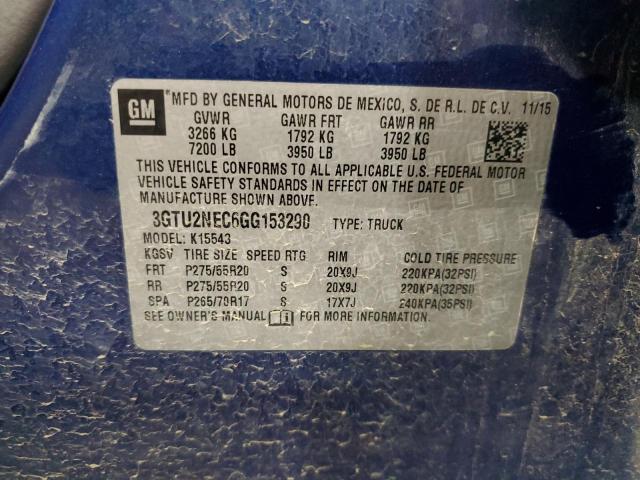 GM
*MFD BY GENERAL MOTORS DE MEXICO, S. DE R.L. DE C.V. 11/15
GVWR GAWR FRT GAWR RR
3266 KG 1792 KG 1792 KG
7200 LB 3950 LB 3950 LB
THIS VEHICLE CONFORMS TO ALL APPLICABLE U.S. FEDERAL MOTOR
VEHICLE SAFETY STANDARDS IN EFFECT ON THE DATE OF
MANUFACTURE SHOWN ABOVE.
3GTU2NEC6GG153290 TYPE: TRUCK
MODEL: K15543
KGSV TIRE SIZE SPEED RTG RIM COLD TIRE PRESSURE
FRT P275/55R20 S 20X9J 220KPA(32PSI)
RR P275/55R20 S 20X9J 220KPA(32PSI)
SPA P265/70R17 S 17X7J 240KPA(35PSI)
SEE OWNER'S MANUAL FOR MORE INFORMATION.